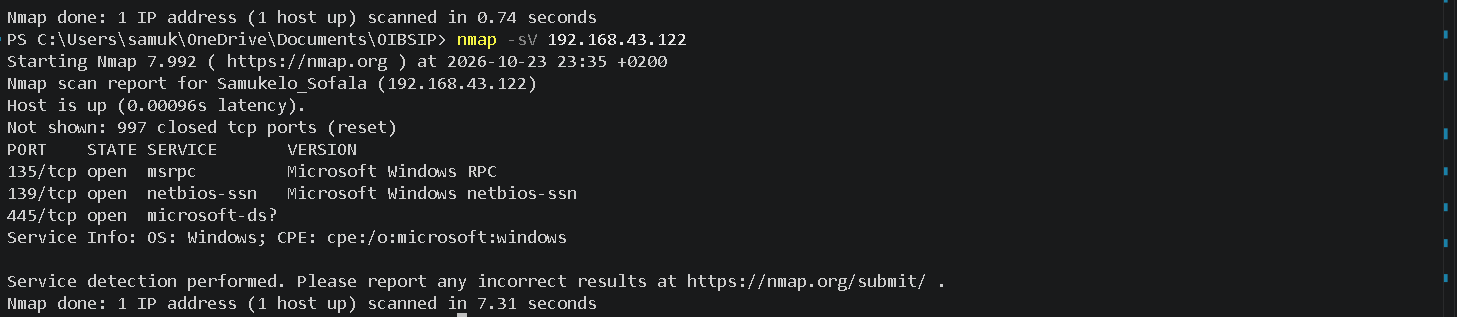 Nmap done: 1 IP address (1 host up) scanned in 0.74 seconds
PS C:\Users\samuk\OneDrive\Documents\OIBSIP> nmap -sV 192.168.43.122
Starting Nmap 7.992 ( https://nmap.org ) at 2026-10-23 23:35 +0200
Nmap scan report for Samukelo_Sofala (192.168.43.122)
Host is up (0.00096s latency).
Not shown: 997 closed tcp ports (reset)
PORT    STATE SERVICE       VERSION
135/tcp open  msrpc         Microsoft Windows RPC
139/tcp open  netbios-ssn   Microsoft Windows netbios-ssn
445/tcp open  microsoft-ds?
Service Info: OS: Windows; CPE: cpe:/o:microsoft:windows
Service detection performed. Please report any incorrect results at https://nmap.org/submit/ .
Nmap done: 1 IP address (1 host up) scanned in 7.31 seconds